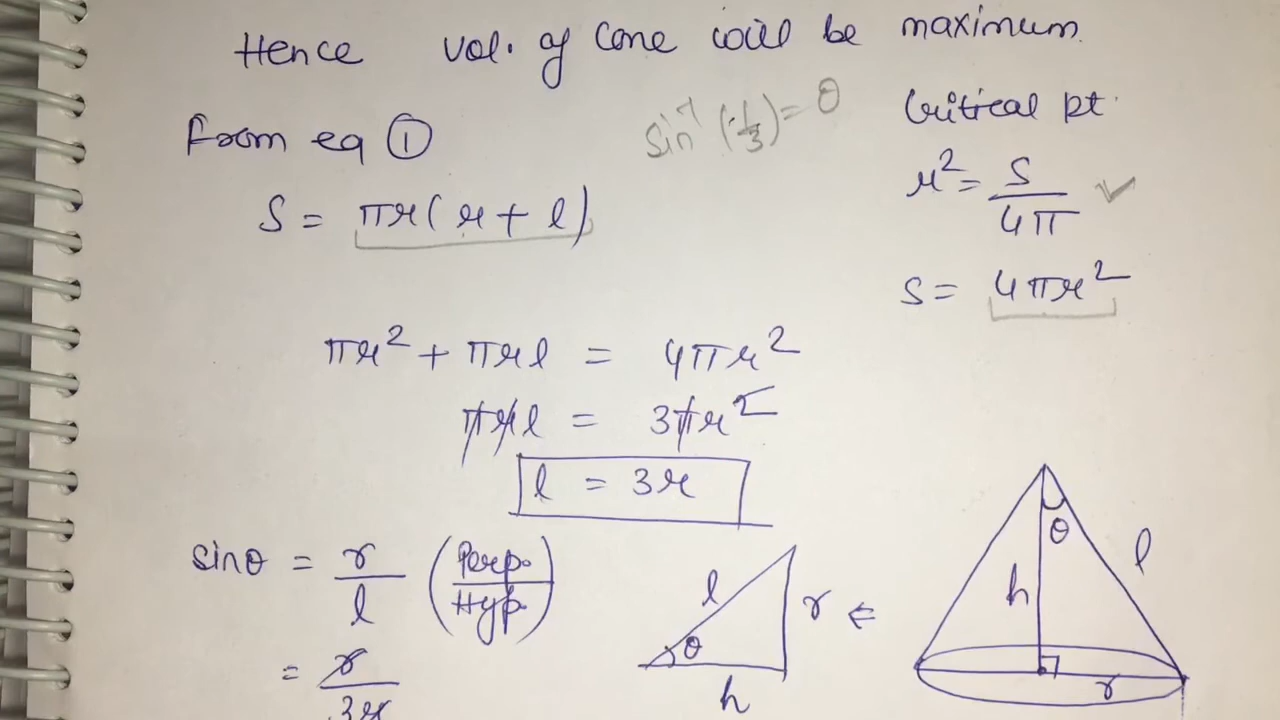 Hence vol. of Cone will be maximum.
From eq ①
sin⁻¹(1/3) = θ
S = πr(r + l)
Critical pt.
r² = S/4π ✓
S = 4πr²
πr² + πrl = 4πr²
πrl = 3πr²
l = 3r
sinθ = r/l (Perp./Hyp.)
= r/3r
l
θ
r ⇐
h
θ
l
h
r